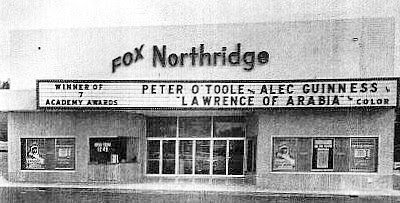 FOX Northridge
WINNER OF
7
ACADEMY AWARDS
PETER O'TOOLE - ALEC GUINNESS
"LAWRENCE OF ARABIA" COLOR